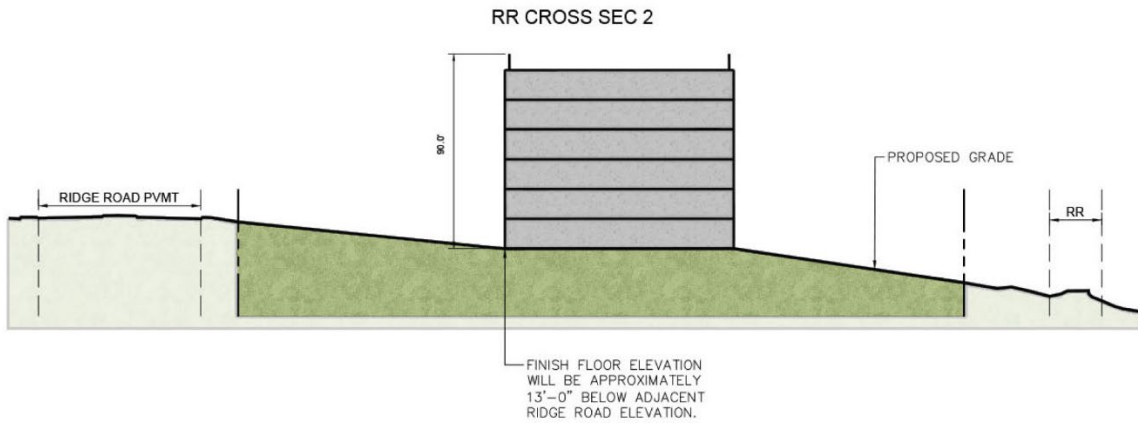 RR CROSS SEC 2
90.0'
PROPOSED GRADE
RIDGE ROAD PVMT
RR
FINISH FLOOR ELEVATION
WILL BE APPROXIMATELY
13'-0" BELOW ADJACENT
RIDGE ROAD ELEVATION.